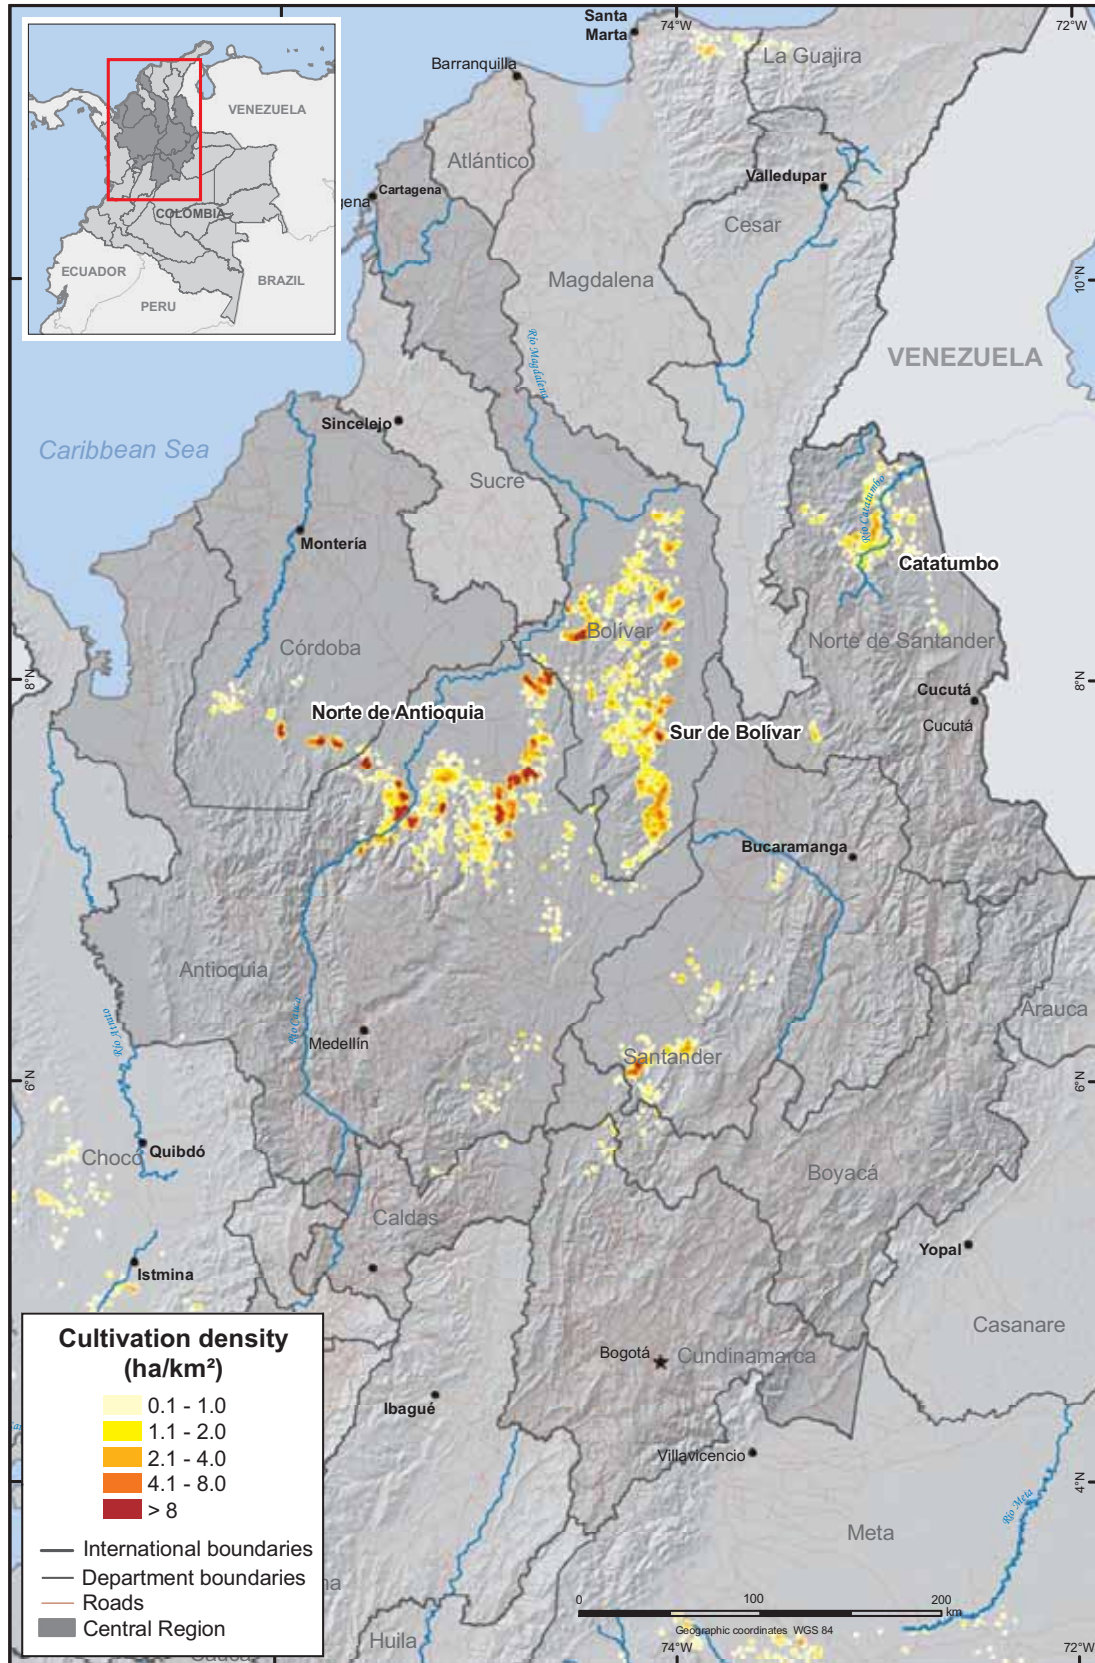 Santa
Marta
74°W
72°W
La Guajira
Barranquilla
VENEZUELA
Atlántico
Valledupar
Cartagena
gena
COLOMBIA
Cesar
ECUADOR
BRAZIL
PERU
Magdalena
10°N
Río Magdalena
VENEZUELA
Sincelejo
Caribbean Sea
Sucre
Río Catatumbo
Montería
Catatumbo
Bolívar
Córdoba
Norte de Santander
8°N
8°N
Cucutá
Norte de Antioquia
Cucutá
Sur de Bolívar
Bucaramanga
Antioquia
Arauca
Río Cauca
Río Atrato
Medellín
Santander
6°N
6°N
Quibdó
Chocó
Boyacá
Caldas
Yopal
Istmina
Casanare
Cultivation density
(ha/km²)
Bogotá
Cundinamarca
0.1 - 1.0
Ibagué
1.1 - 2.0
Villavicencio
2.1 - 4.0
4.1 - 8.0
4°N
> 8
Río Meta
Meta
International boundaries
Department boundaries
Roads
Central Region
0
100
200
km
Geographic coordinates WGS 84
Huila
74°W
72°W